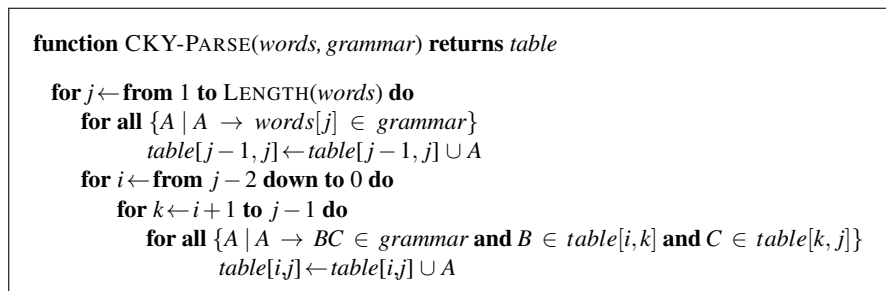 function CKY-PARSE(words, grammar) returns table
for j←from 1 to LENGTH(words) do
for all {A | A → words[j] ∈ grammar}
table[j−1, j]←table[j−1, j] ∪ A
for i←from j−2 down to 0 do
for k←i+1 to j−1 do
for all {A | A → BC ∈ grammar and B ∈ table[i,k] and C ∈ table[k, j]}
table[i,j]←table[i,j] ∪ A